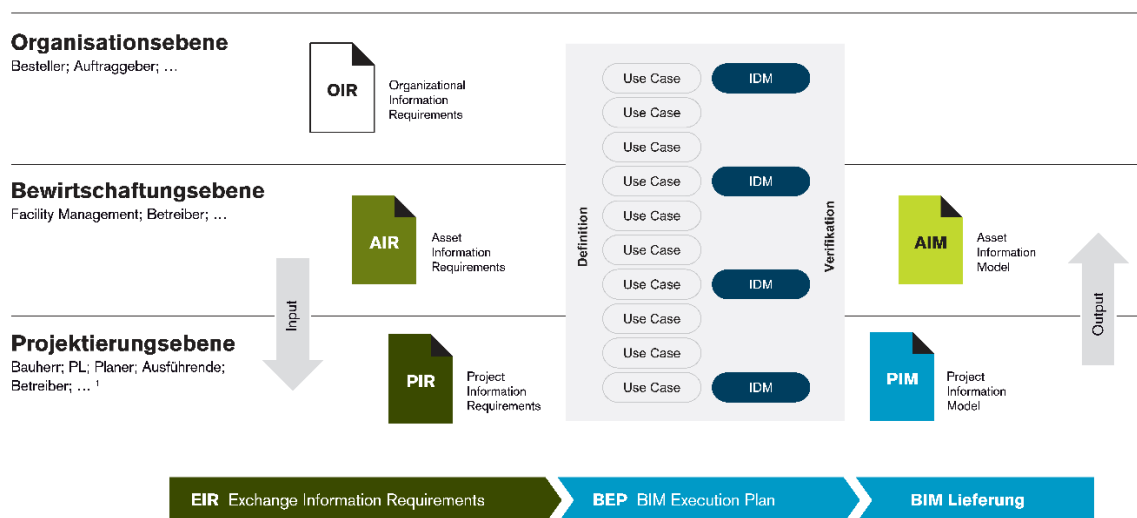 Organisationsebene
Besteller; Auftraggeber; …
OIR
Organizational
Information
Requirements
Bewirtschaftungsebene
Facility Management; Betreiber; …
AIR
Asset
Information
Requirements
Input
Projektierungsebene
Bauherr; PL; Planer; Ausführende;
Betreiber; … ¹
PIR
Project
Information
Requirements
Definition
Use Case
IDM
Use Case
Use Case
Use Case
IDM
Use Case
Use Case
Use Case
IDM
Use Case
Use Case
Use Case
IDM
Verifikation
AIM
Asset
Information
Model
PIM
Project
Information
Model
Output
EIR Exchange Information Requirements
BEP BIM Execution Plan
BIM Lieferung